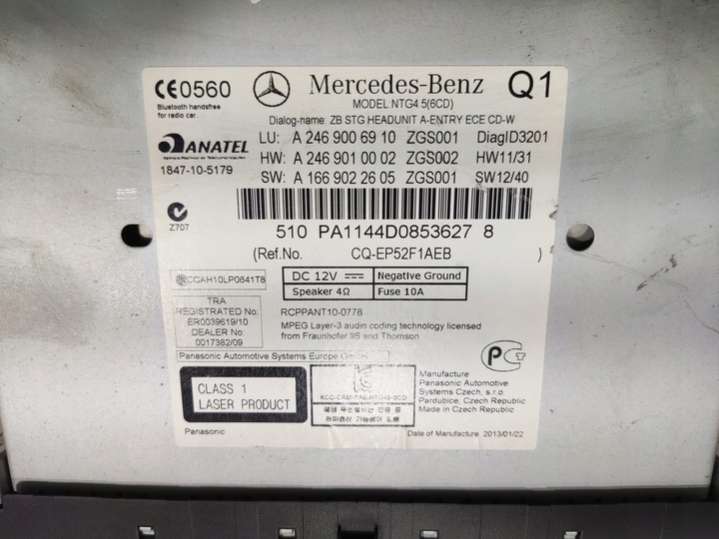 CE0560 Mercedes-Benz Q1
Bluetooth handsfree
for radio car.
MODEL:NTG4.5(6CD)
Dialog-name: ZB STG HEADUNIT A-ENTRY ECE CD-W
ANATEL
1847-10-5179
LU: A 246 900 69 10 ZGS001 DiagID3201
HW: A 246 901 00 02 ZGS002 HW11/31
SW: A 166 902 26 05 ZGS001 SW12/40
Z707
510 PA1144D0853627 8
(Ref.No. CQ-EP52F1AEB )
DC 12V Negative Ground
Speaker 4Ω Fuse 10A
TRA
REGISTRATED No:
ER0039619/10
DEALER No:
0017382/09
RCPPANT10-0778
MPEG Layer-3 audio coding technology licensed
from Fraunhofer IIS and Thomson
Panasonic Automotive Systems Europe GmbH
CLASS 1
LASER PRODUCT
Manufacture
Panasonic Automotive
Systems Czech, s.r.o.
Pardubice, Czech Republic
Made in Czech Republic
Panasonic
Date of Manufacture: 2013/01/22